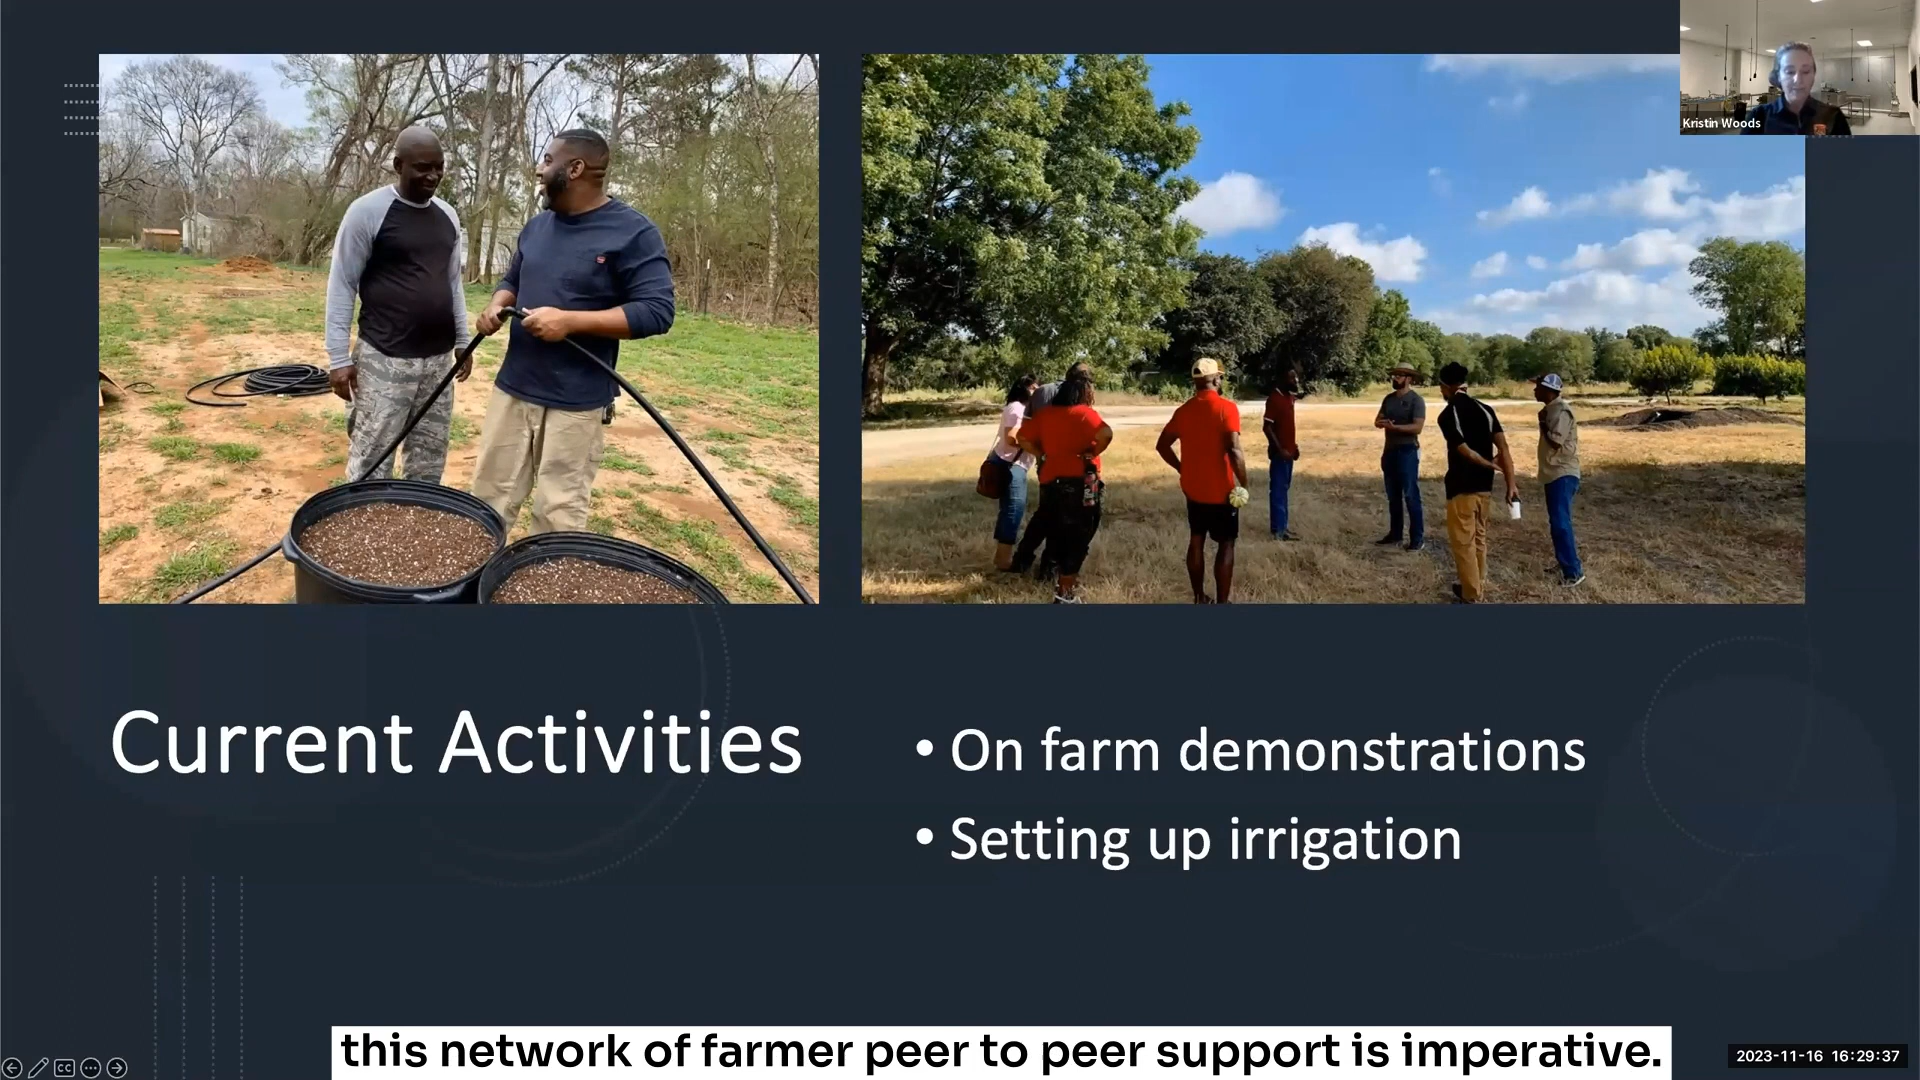 Kristin Woods
Current Activities
• On farm demonstrations
• Setting up irrigation
this network of farmer peer to peer support is imperative.
CC
2023-11-16 16:29:37